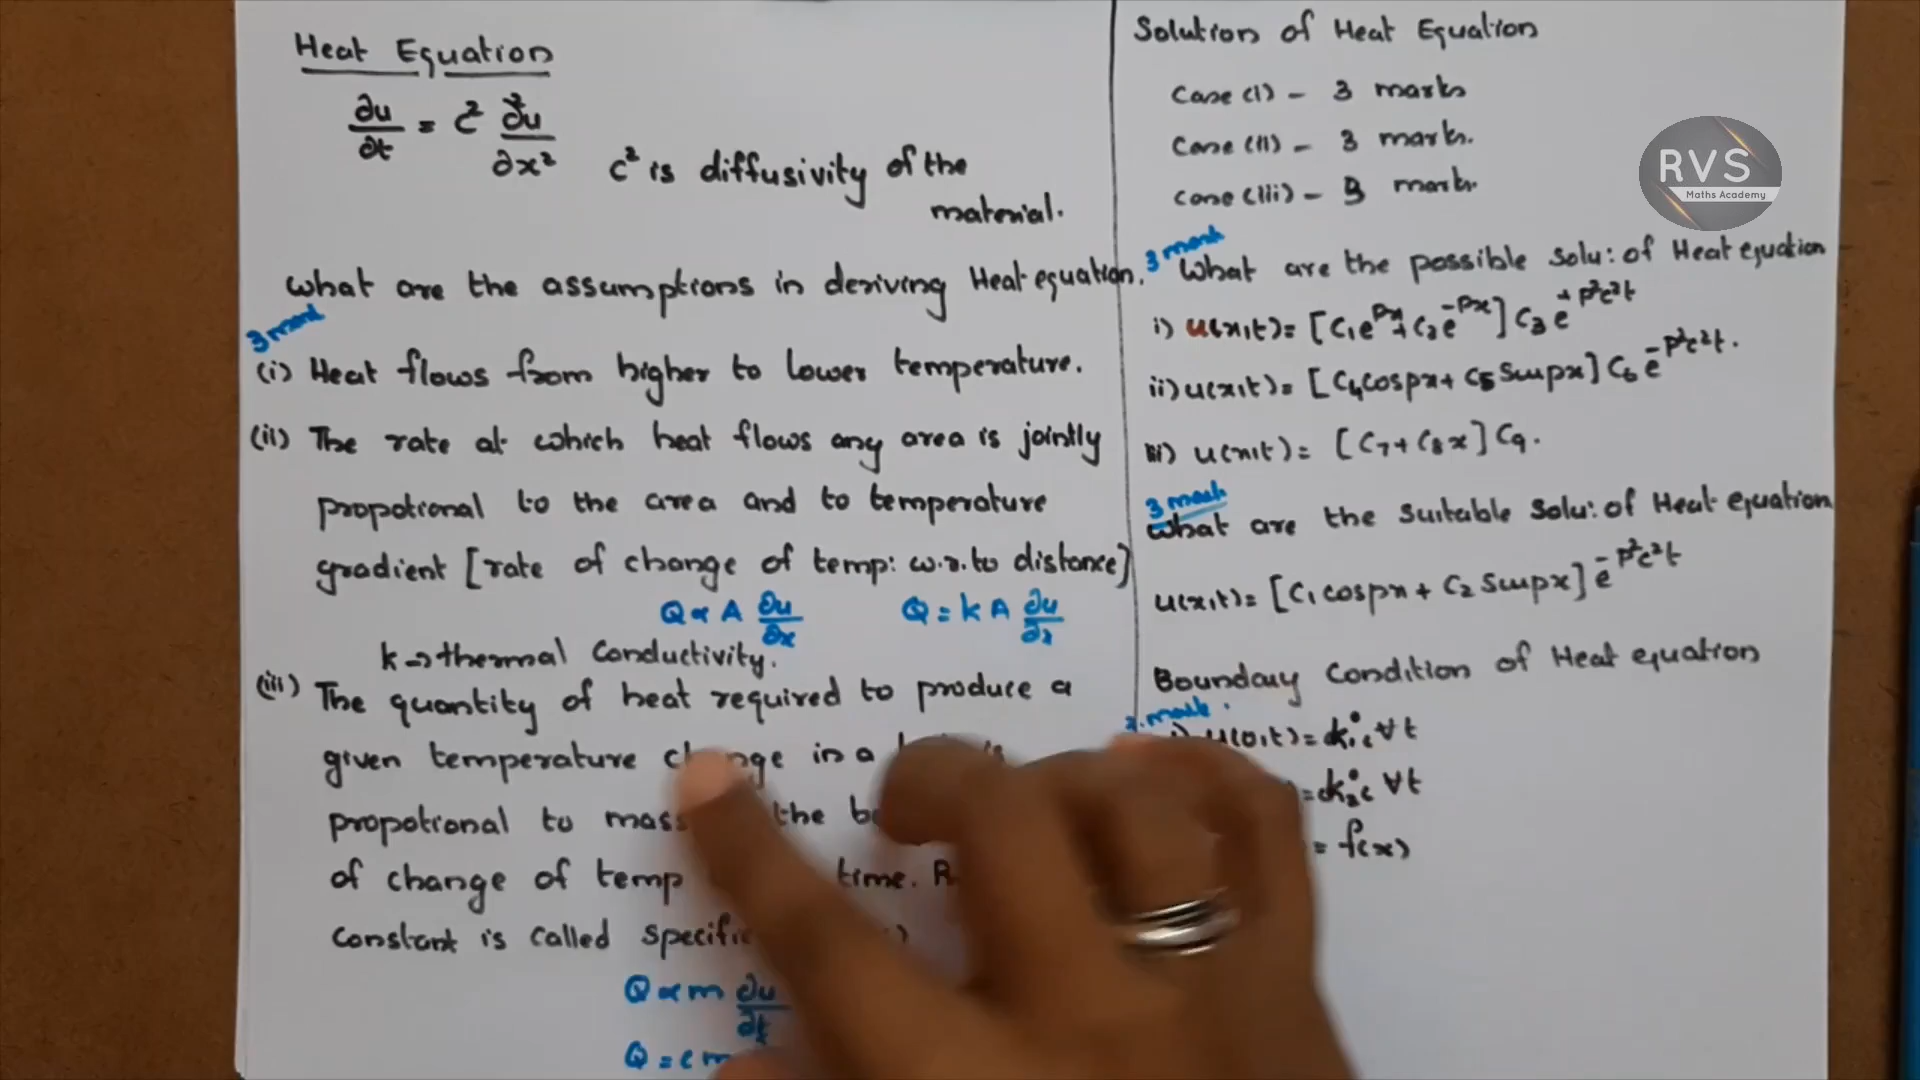 Heat Equation
∂u/∂t = c² ∂²u/∂x²
c² is diffusivity of the
material.
What are the assumptions in deriving Heat equation.
3 mark
(i) Heat flows from higher to lower temperature.
(ii) The rate at which heat flows any area is jointly
propotional to the area and to temperature
gradient [rate of change of temp: w.r.to distance]
Q ∝ A ∂u/∂x Q = k A ∂u/∂x
k → thermal Conductivity.
(iii) The quantity of heat required to produce a
given temperature change in a
propotional to mass the
of change of temp time.
Constant is called specific
Q ∝ m ∂u/∂t
Q = c m
Solution of Heat Equation
Case (I) - 3 marks
Case (II) - 3 marks.
Case (III) - 3 marks.
3 mark
What are the possible Solu: of Heat equation
i) u(x,t) = [C₁e^px + C₂e^-px] C₃ e^+p²c²t
ii) u(x,t) = [C₄cospx + C₅ sinpx] C₆ e^-p²c²t.
iii) u(x,t) = [C₇ + C₈x] C₉.
3 mark
What are the Suitable Solu: of Heat equation
u(x,t) = [C₁cospx + C₂ sinpx] e^-p²c²t
Boundary Condition of Heat equation
mark.
u(0,t) = k₁°c ∀t
= k₂°c ∀t
= f(x)
RVS
Maths Academy